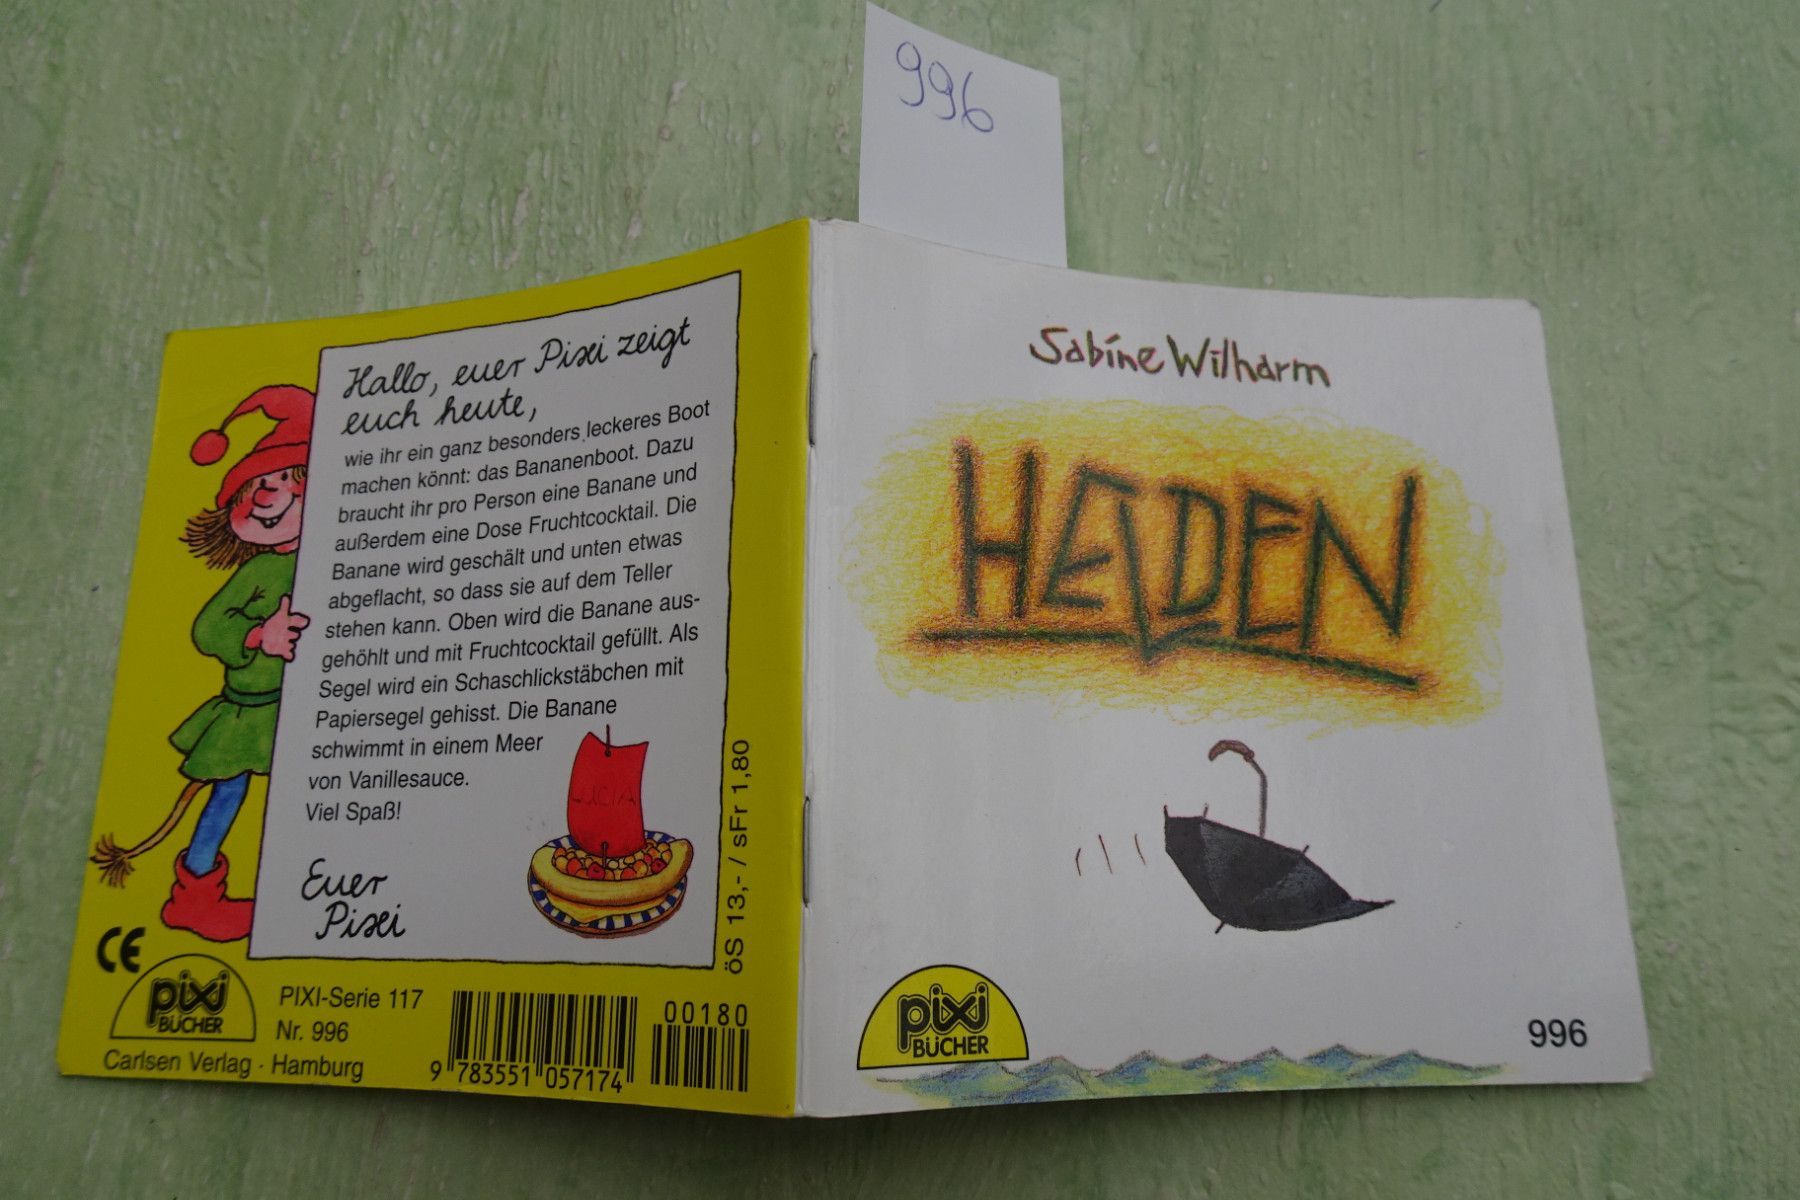 996
Hallo, euer Pixi zeigt
euch heute,
wie ihr ein ganz besonders leckeres Boot
machen könnt: das Bananenboot. Dazu
braucht ihr pro Person eine Banane und
außerdem eine Dose Fruchtcocktail. Die
Banane wird geschält und unten etwas
abgeflacht, so dass sie auf dem Teller
stehen kann. Oben wird die Banane aus-
gehöhlt und mit Fruchtcocktail gefüllt. Als
Segel wird ein Schaschlickstäbchen mit
Papiersegel gehisst. Die Banane
schwimmt in einem Meer
von Vanillesauce.
Viel Spaß!
LUCIA
Euer
Pixi
öS 13,- / sFr 1,80
CE
pixi
BÜCHER
PIXI-Serie 117
Nr. 996
Carlsen Verlag · Hamburg
9 783551 057174
00180
Sabine Wilharm
HELDEN
pixi
BÜCHER
996